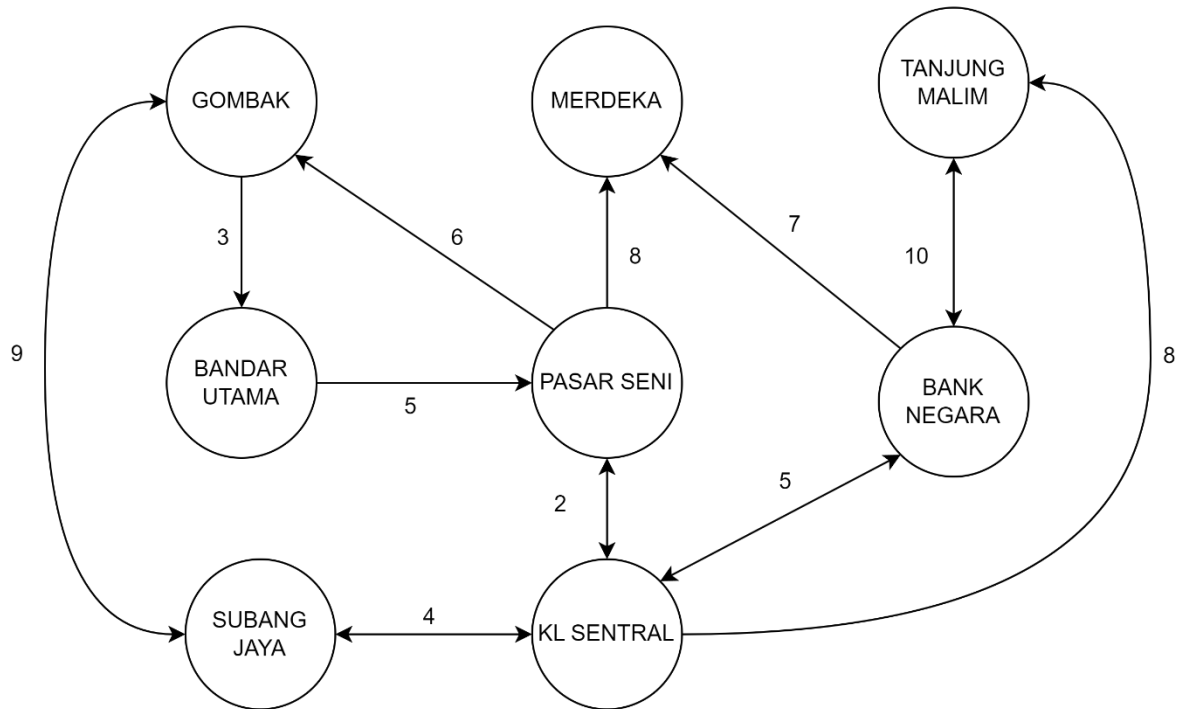 GOMBAK
MERDEKA
TANJUNG
MALIM
3
6
8
7
10
9
BANDAR
UTAMA
5
PASAR SENI
BANK
NEGARA
8
2
5
SUBANG
JAYA
4
KL SENTRAL